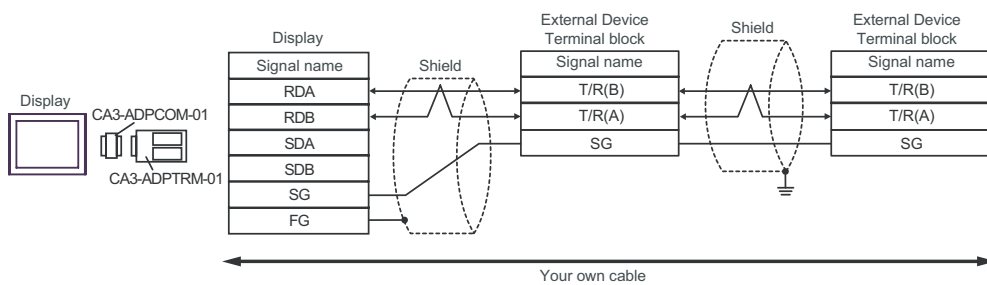 External Device
Terminal block
External Device
Terminal block
Display
Shield
Signal name
Shield
Signal name
Signal name
RDA
T/R(B)
T/R(B)
Display
CA3-ADPCOM-01
RDB
T/R(A)
T/R(A)
SDA
SG
SG
SDB
CA3-ADPTRM-01
SG
FG
Your own cable